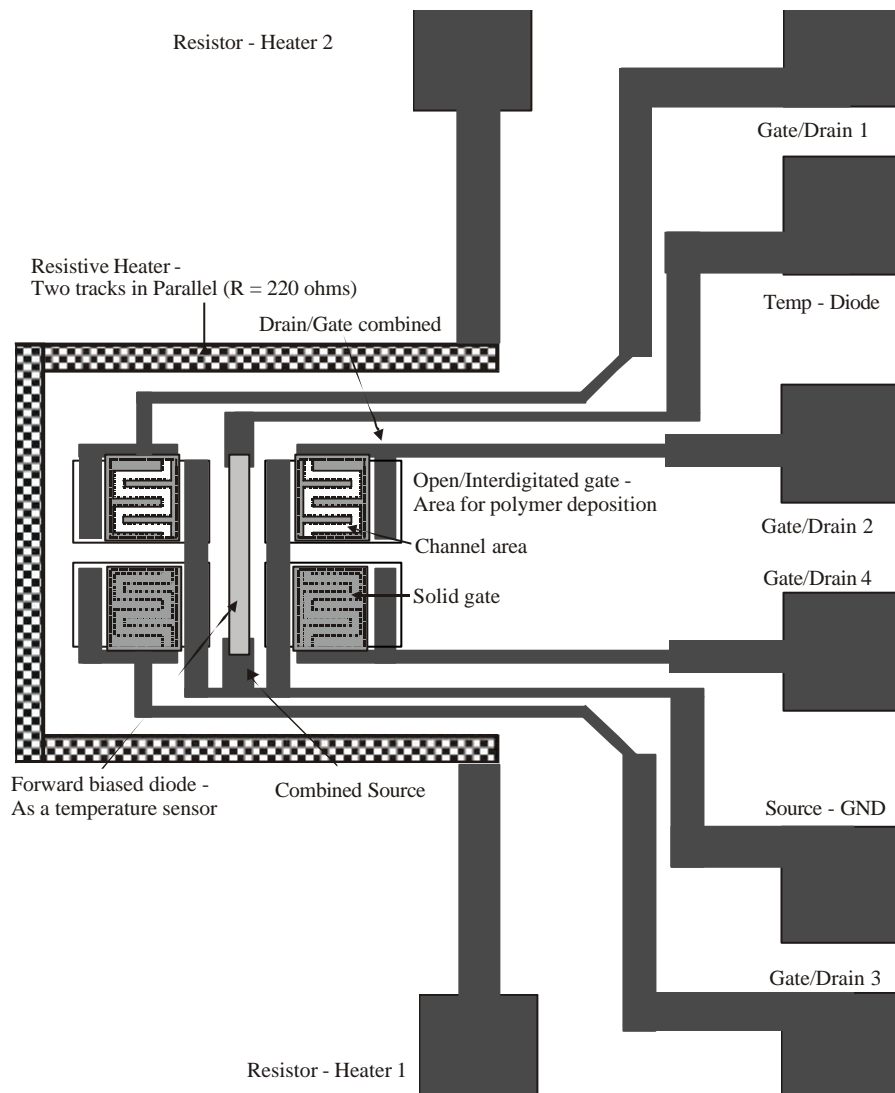 Resistor - Heater 2
Gate/Drain 1
Resistive Heater -
Two tracks in Parallel (R = 220 ohms)
Temp - Diode
Drain/Gate combined
Open/Interdigitated gate -
Area for polymer deposition
Gate/Drain 2
Channel area
Gate/Drain 4
Solid gate
Forward biased diode -
As a temperature sensor
Combined Source
Source - GND
Gate/Drain 3
Resistor - Heater 1